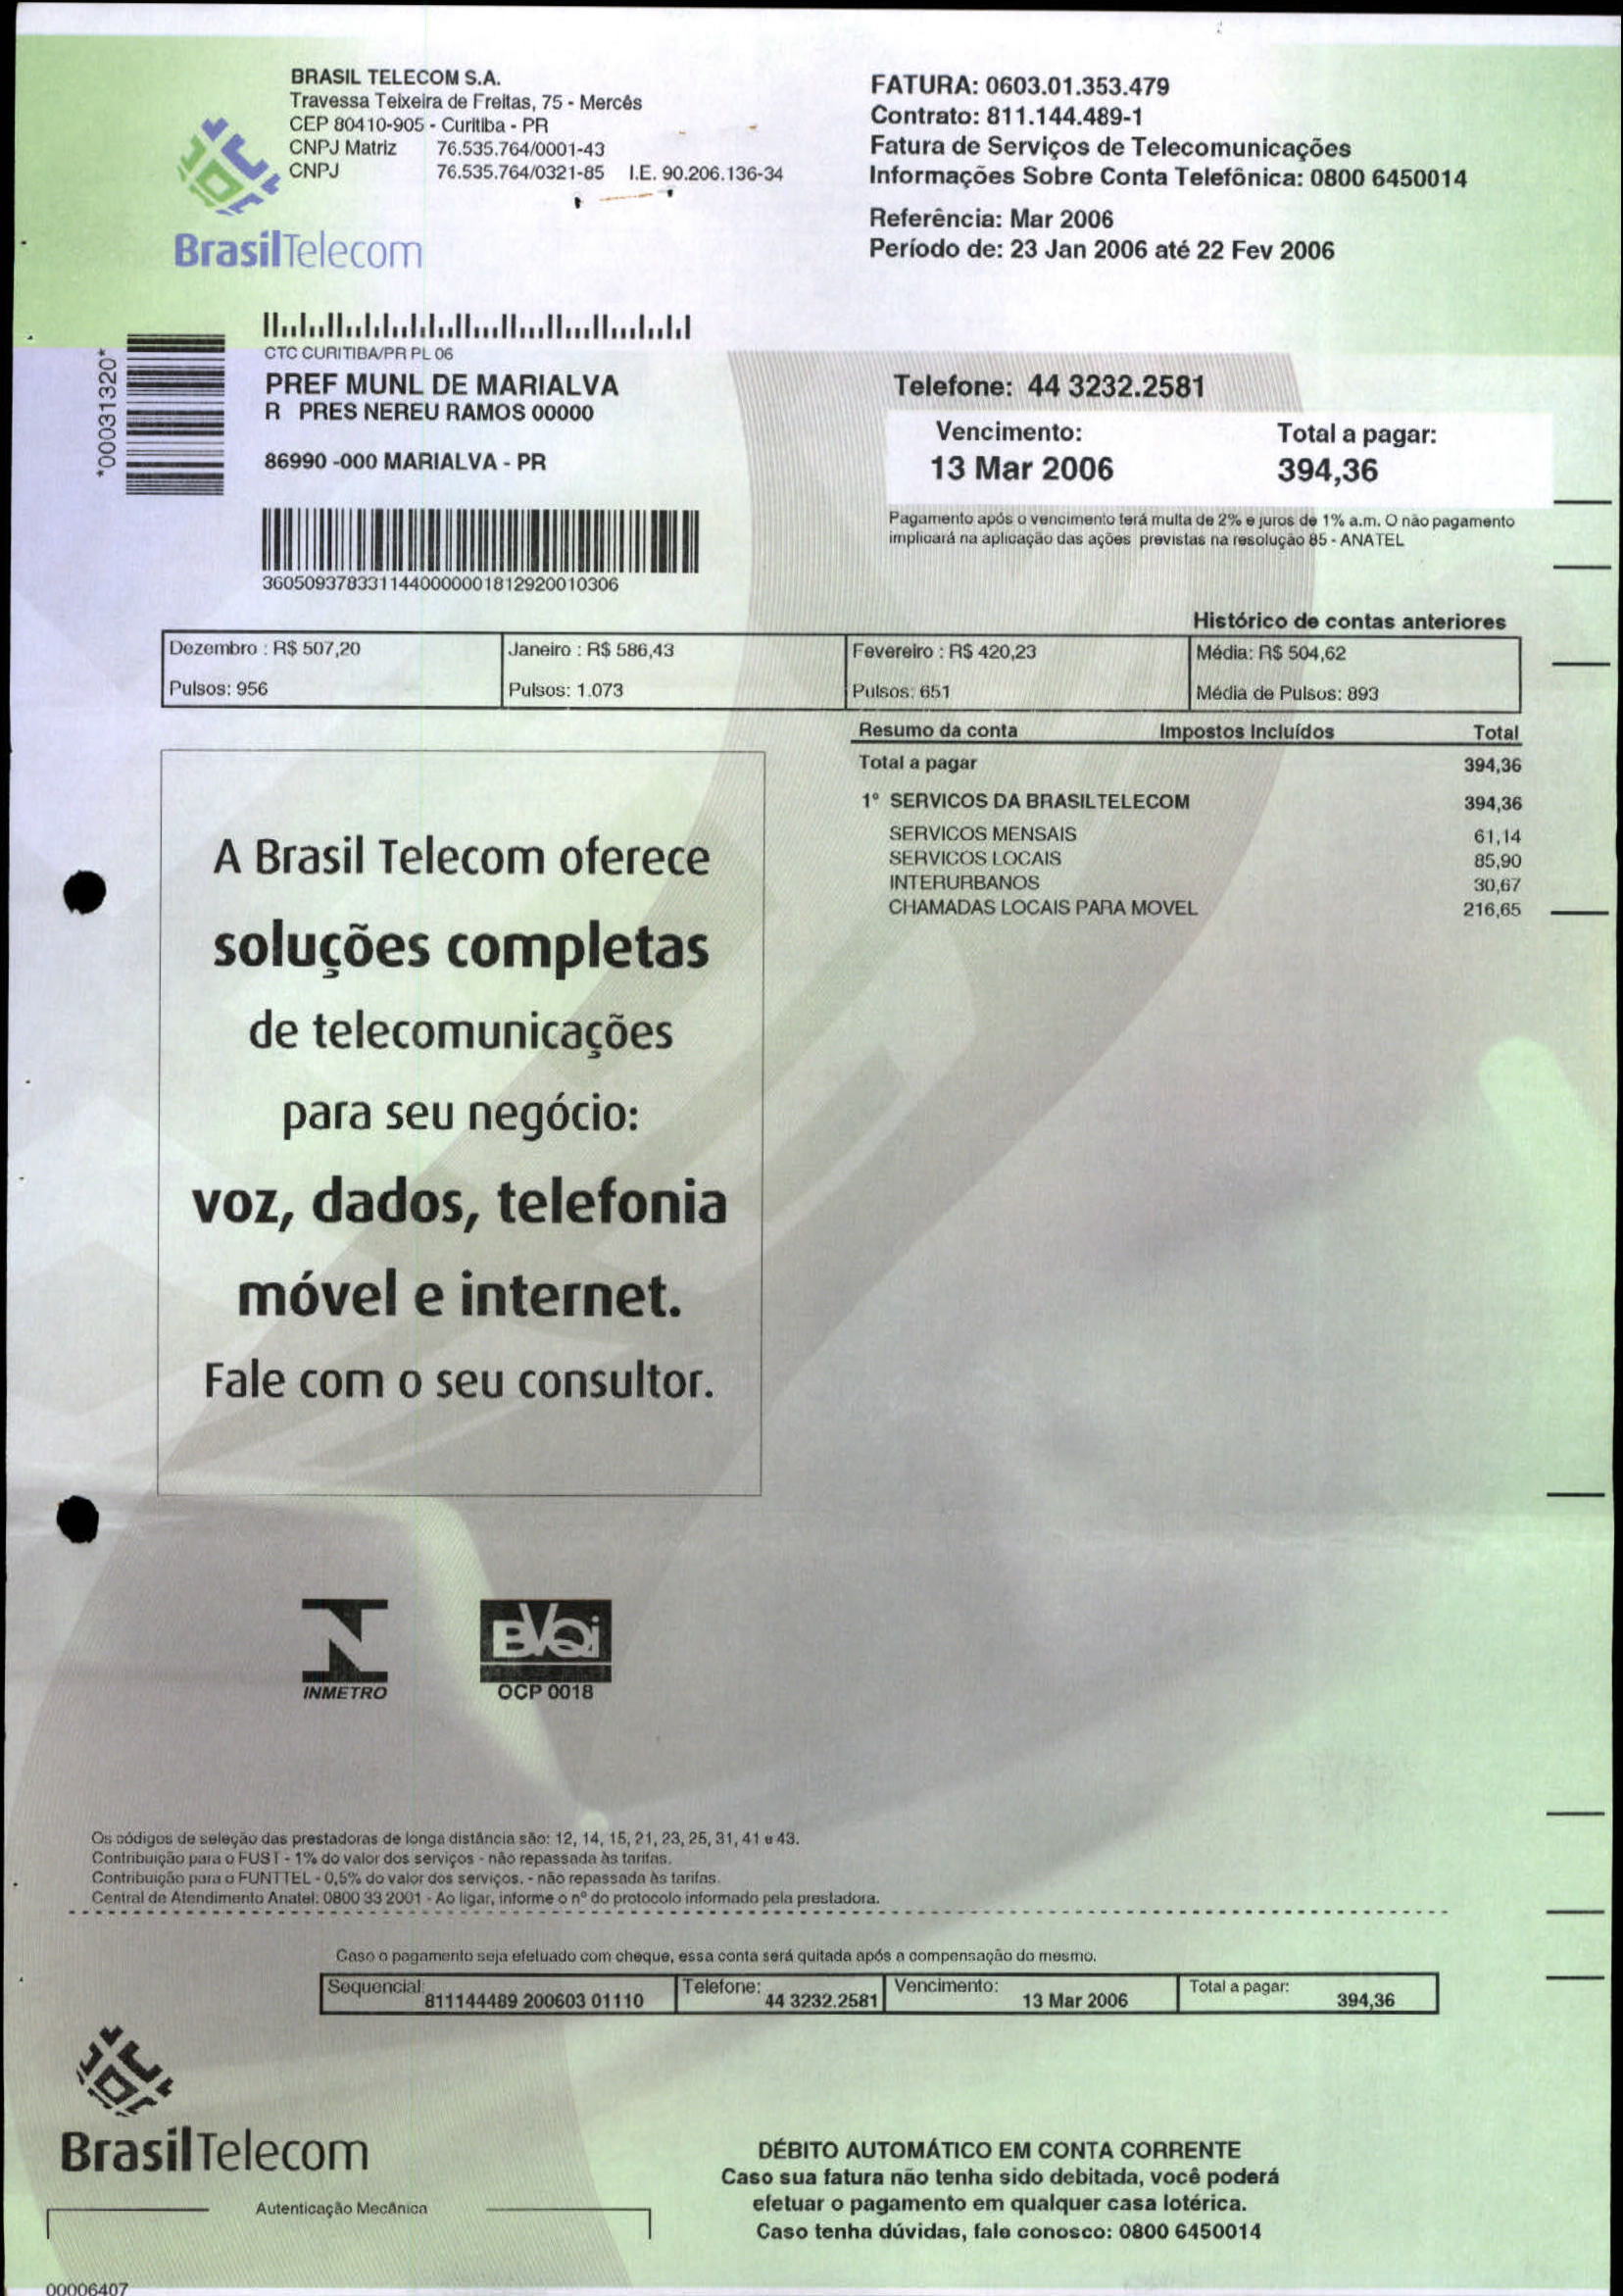 BRASIL TELECOM S.A.
Travessa Teixeira de Freitas, 75 - Mercês
CEP 80410-905 - Curitiba - PR
CNPJ Matriz 76.535.764/0001-43
CNPJ 76.535.764/0321-85 I.E. 90.206.136-34
BrasilTelecom
FATURA: 0603.01.353.479
Contrato: 811.144.489-1
Fatura de Serviços de Telecomunicações
Informações Sobre Conta Telefônica: 0800 6450014
Referência: Mar 2006
Período de: 23 Jan 2006 até 22 Fev 2006
*00031320*
CTC CURITIBA/PR PL 06
PREF MUNL DE MARIALVA
R PRES NEREU RAMOS 00000
86990 -000 MARIALVA - PR
3605093783311440000001812920010306
Telefone: 44 3232.2581
Vencimento: Total a pagar:
13 Mar 2006 394,36
Pagamento após o vencimento terá multa de 2% e juros de 1% a.m. O não pagamento
implicará na aplicação das ações previstas na resolução 85 - ANATEL
Histórico de contas anteriores
Dezembro : R$ 507,20 Janeiro : R$ 586,43 Fevereiro : R$ 420,23 Média: R$ 504,62
Pulsos: 956 Pulsos: 1.073 Pulsos: 651 Média de Pulsos: 893
Resumo da conta Impostos Incluídos Total
Total a pagar 394,36
1º SERVICOS DA BRASILTELECOM 394,36
SERVICOS MENSAIS 61,14
SERVICOS LOCAIS 85,90
INTERURBANOS 30,67
CHAMADAS LOCAIS PARA MOVEL 216,65
A Brasil Telecom oferece
soluções completas
de telecomunicações
para seu negócio:
voz, dados, telefonia
móvel e internet.
Fale com o seu consultor.
INMETRO
BVQi
OCP 0018
Os códigos de seleção das prestadoras de longa distância são: 12, 14, 15, 21, 23, 25, 31, 41 e 43.
Contribuição para o FUST - 1% do valor dos serviços - não repassada às tarifas.
Contribuição para o FUNTTEL - 0,5% do valor dos serviços. - não repassada às tarifas.
Central de Atendimento Anatel: 0800 33 2001 - Ao ligar, informe o nº do protocolo informado pela prestadora.
Caso o pagamento seja efetuado com cheque, essa conta será quitada após a compensação do mesmo.
Sequencial: 811144489 200603 01110 Telefone: 44 3232.2581 Vencimento: 13 Mar 2006 Total a pagar: 394,36
BrasilTelecom
Autenticação Mecânica
DÉBITO AUTOMÁTICO EM CONTA CORRENTE
Caso sua fatura não tenha sido debitada, você poderá
efetuar o pagamento em qualquer casa lotérica.
Caso tenha dúvidas, fale conosco: 0800 6450014
00006407